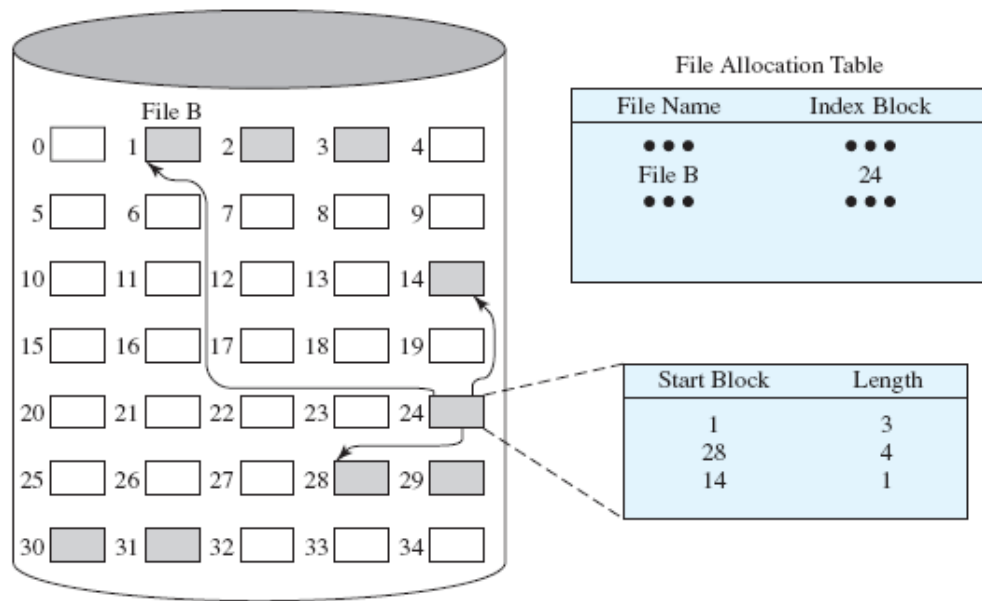 File B
0 1 2 3 4
5 6 7 8 9
10 11 12 13 14
15 16 17 18 19
20 21 22 23 24
25 26 27 28 29
30 31 32 33 34
File Allocation Table
File Name Index Block
••• •••
File B 24
••• •••
Start Block Length
1 3
28 4
14 1